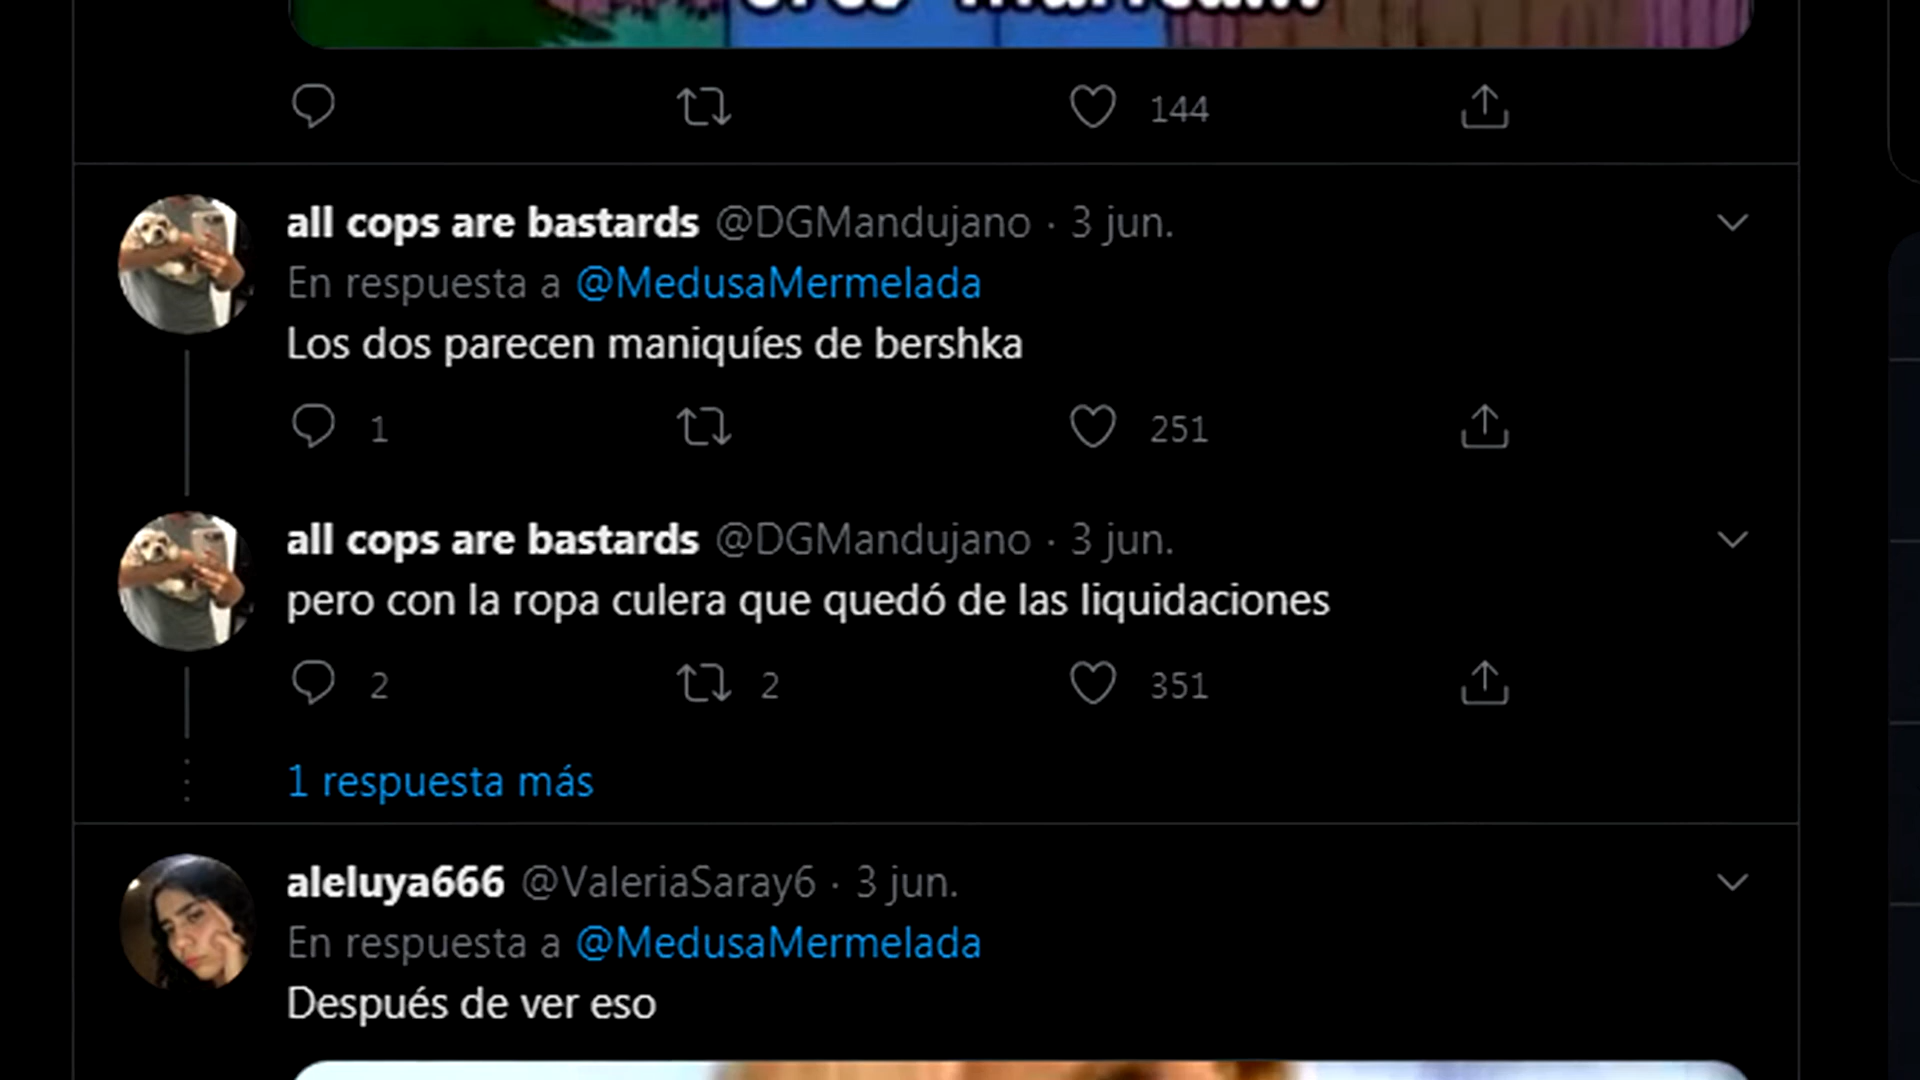 144
all cops are bastards @DGMandujano · 3 jun.
En respuesta a @MedusaMermelada
Los dos parecen maniquíes de bershka
1 251
all cops are bastards @DGMandujano · 3 jun.
pero con la ropa culera que quedó de las liquidaciones
2 2 351
1 respuesta más
aleluya666 @ValeriaSaray6 · 3 jun.
En respuesta a @MedusaMermelada
Después de ver eso